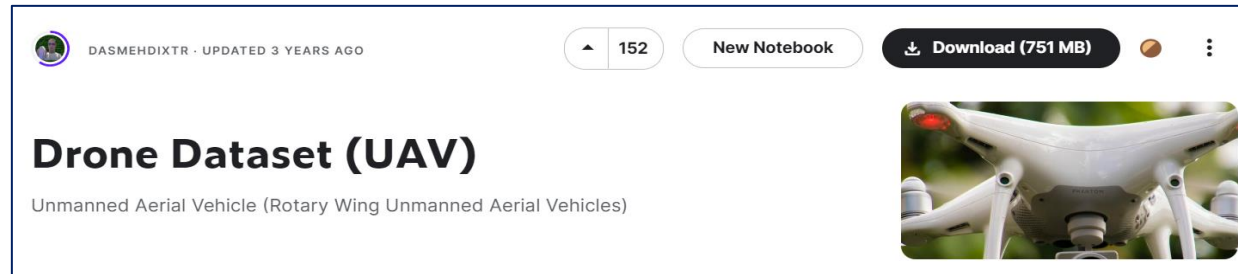 DASMEHDIXTR · UPDATED 3 YEARS AGO
152
New Notebook
Download (751 MB)
Drone Dataset (UAV)
Unmanned Aerial Vehicle (Rotary Wing Unmanned Aerial Vehicles)
PHANTOM